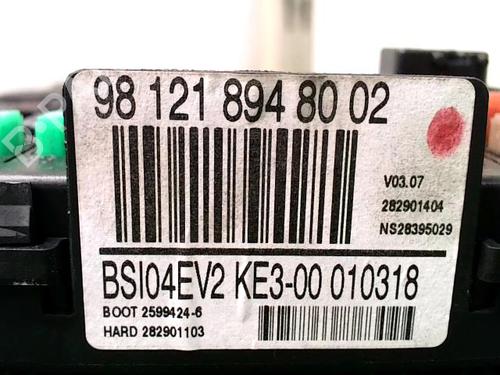 98 121 894 80 02
V03.07
282901404
NS28395029
BSI04EV2 KE3-00 010318
BOOT 2599424-6
HARD 282901103